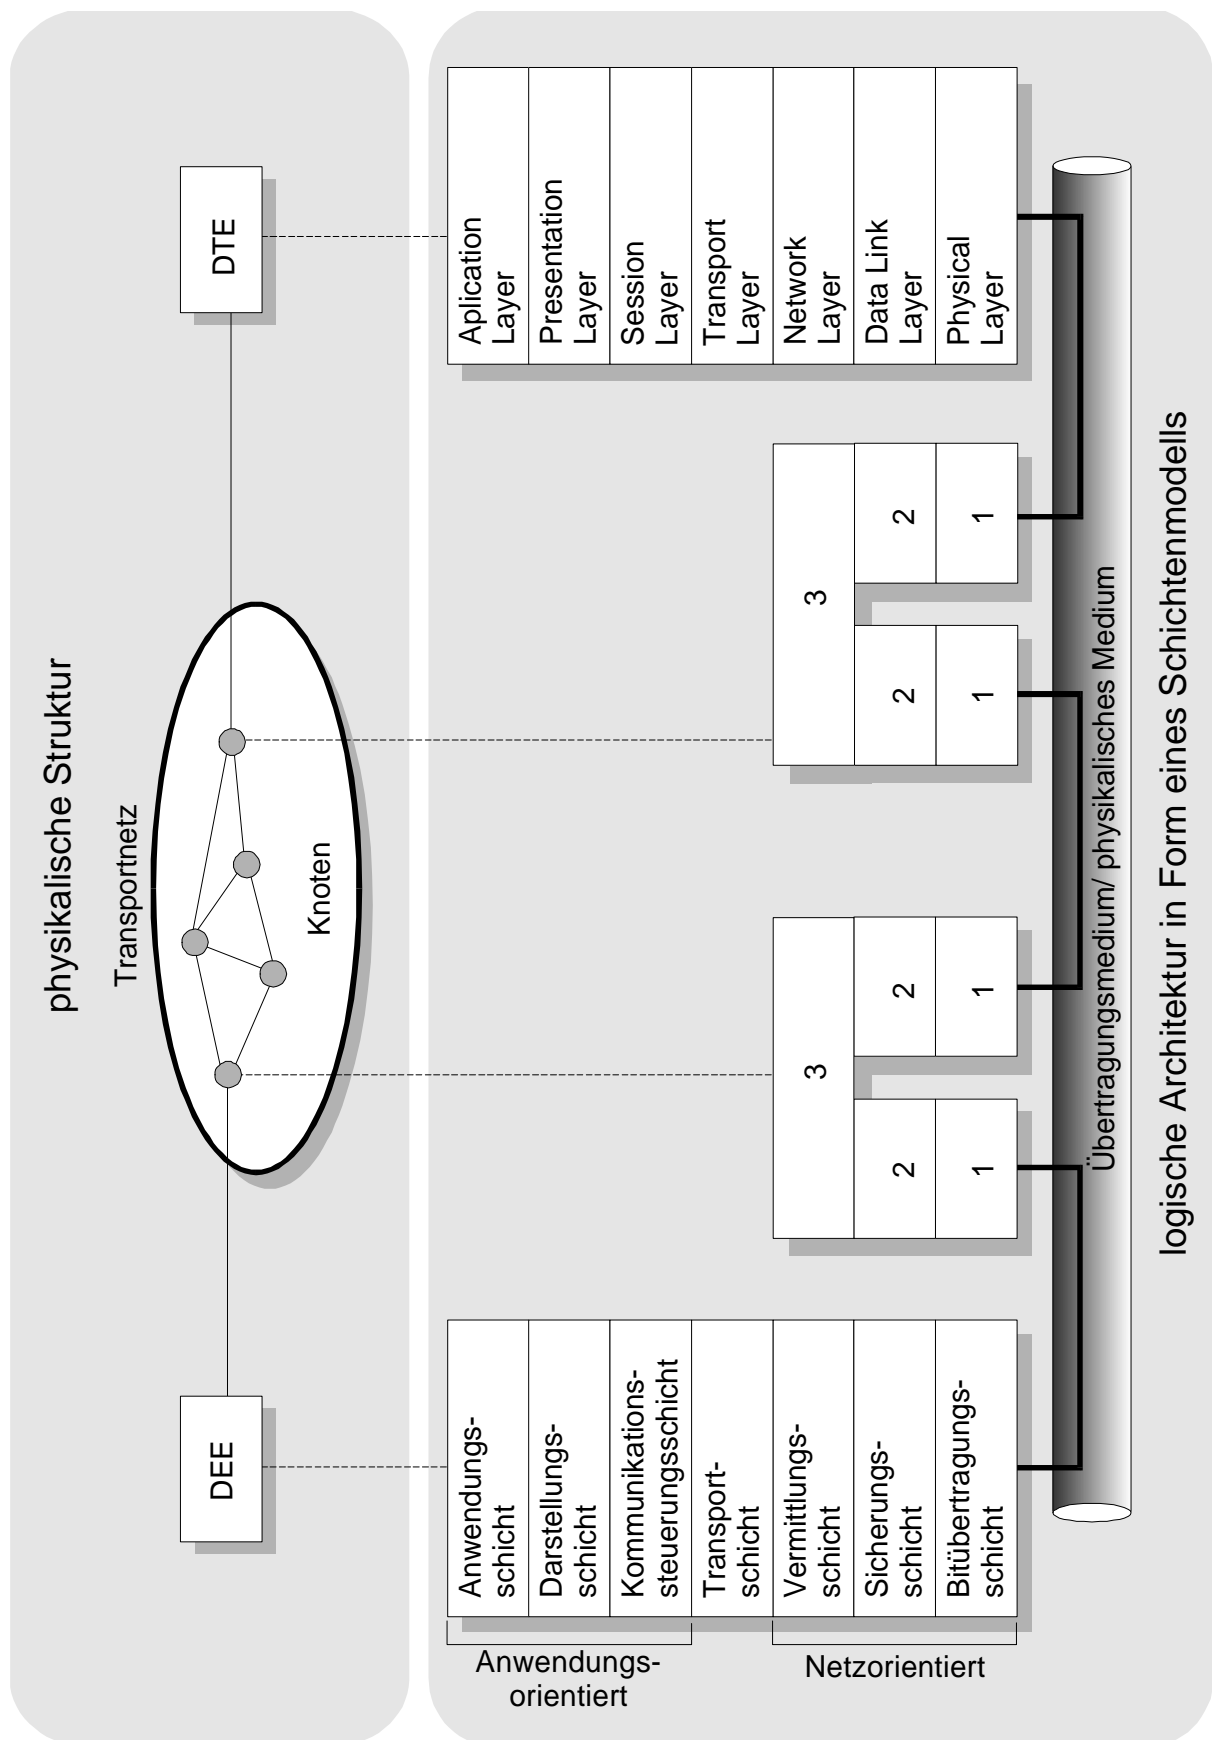 physikalische Struktur
Transportnetz
DEE
Knoten
DTE
Anwendungs-
schicht
Darstellungs-
schicht
Kommunikations-
steuerungsschicht
Transport-
schicht
Vermittlungs-
schicht
Sicherungs-
schicht
Bitübertragungs-
schicht
Anwendungs-
orientiert
Netzorientiert
3
2
2
1
1
3
2
2
1
1
Aplication
Layer
Presentation
Layer
Session
Layer
Transport
Layer
Network
Layer
Data Link
Layer
Physical
Layer
Übertragungsmedium/ physikalisches Medium
logische Architektur in Form eines Schichtenmodells